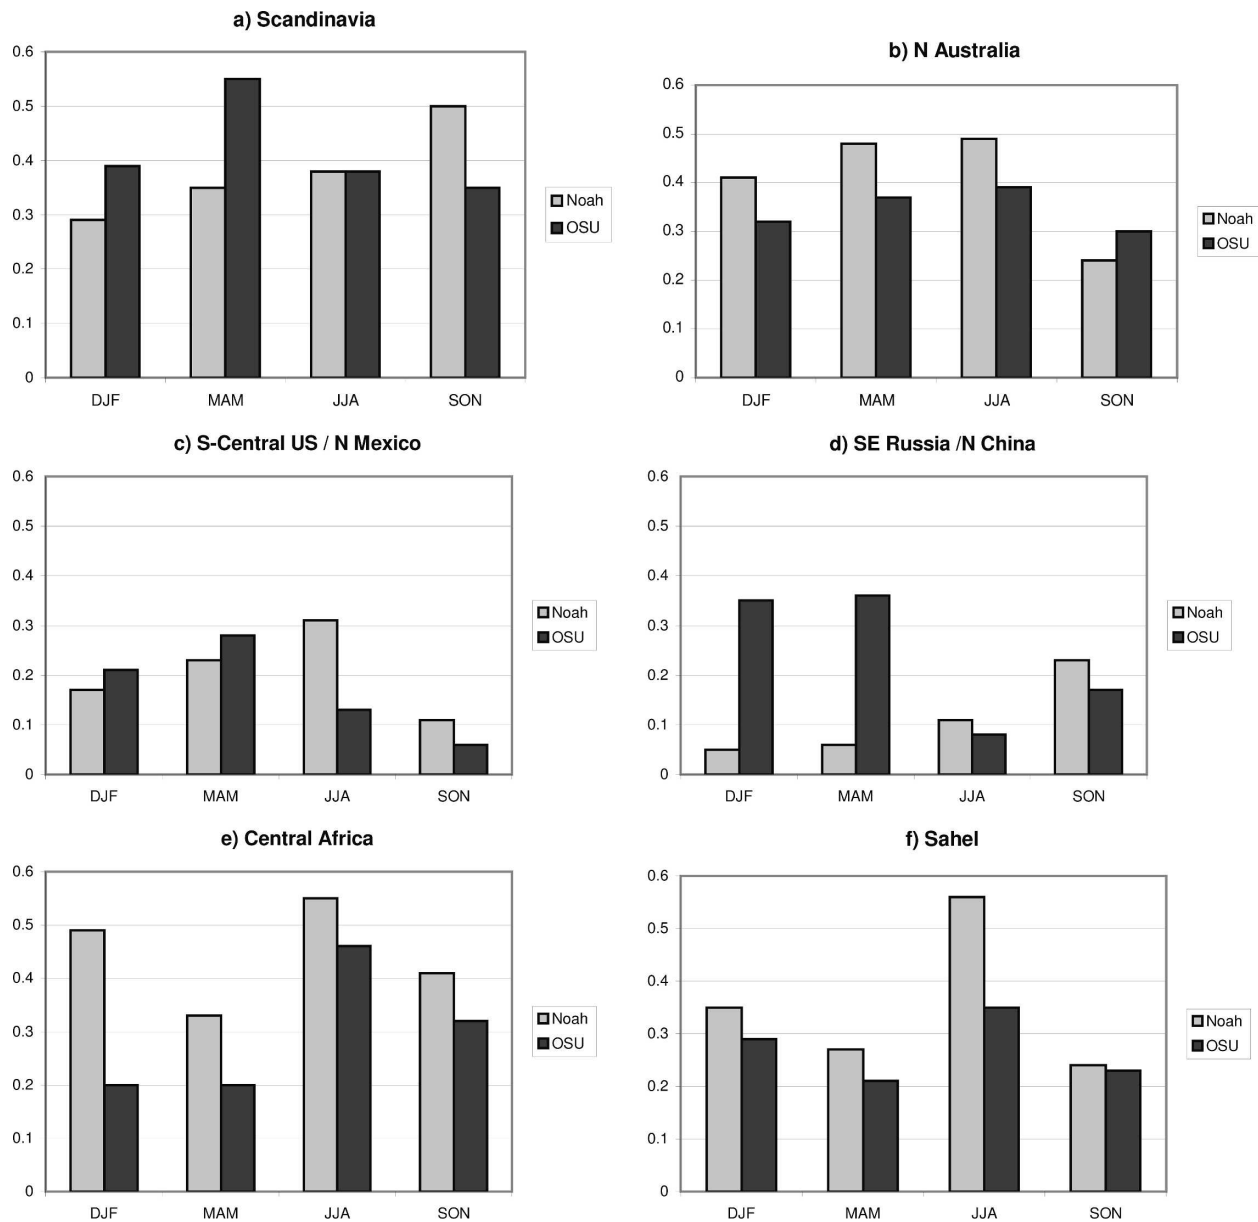 a) Scandinavia
0.6
0.5
0.4
0.3
0.2
0.1
0
DJF MAM JJA SON
Noah
OSU
b) N Australia
0.6
0.5
0.4
0.3
0.2
0.1
0
DJF MAM JJA SON
Noah
OSU
c) S-Central US / N Mexico
0.6
0.5
0.4
0.3
0.2
0.1
0
DJF MAM JJA SON
Noah
OSU
d) SE Russia /N China
0.6
0.5
0.4
0.3
0.2
0.1
0
DJF MAM JJA SON
Noah
OSU
e) Central Africa
0.6
0.5
0.4
0.3
0.2
0.1
0
DJF MAM JJA SON
Noah
OSU
f) Sahel
0.6
0.5
0.4
0.3
0.2
0.1
0
DJF MAM JJA SON
Noah
OSU